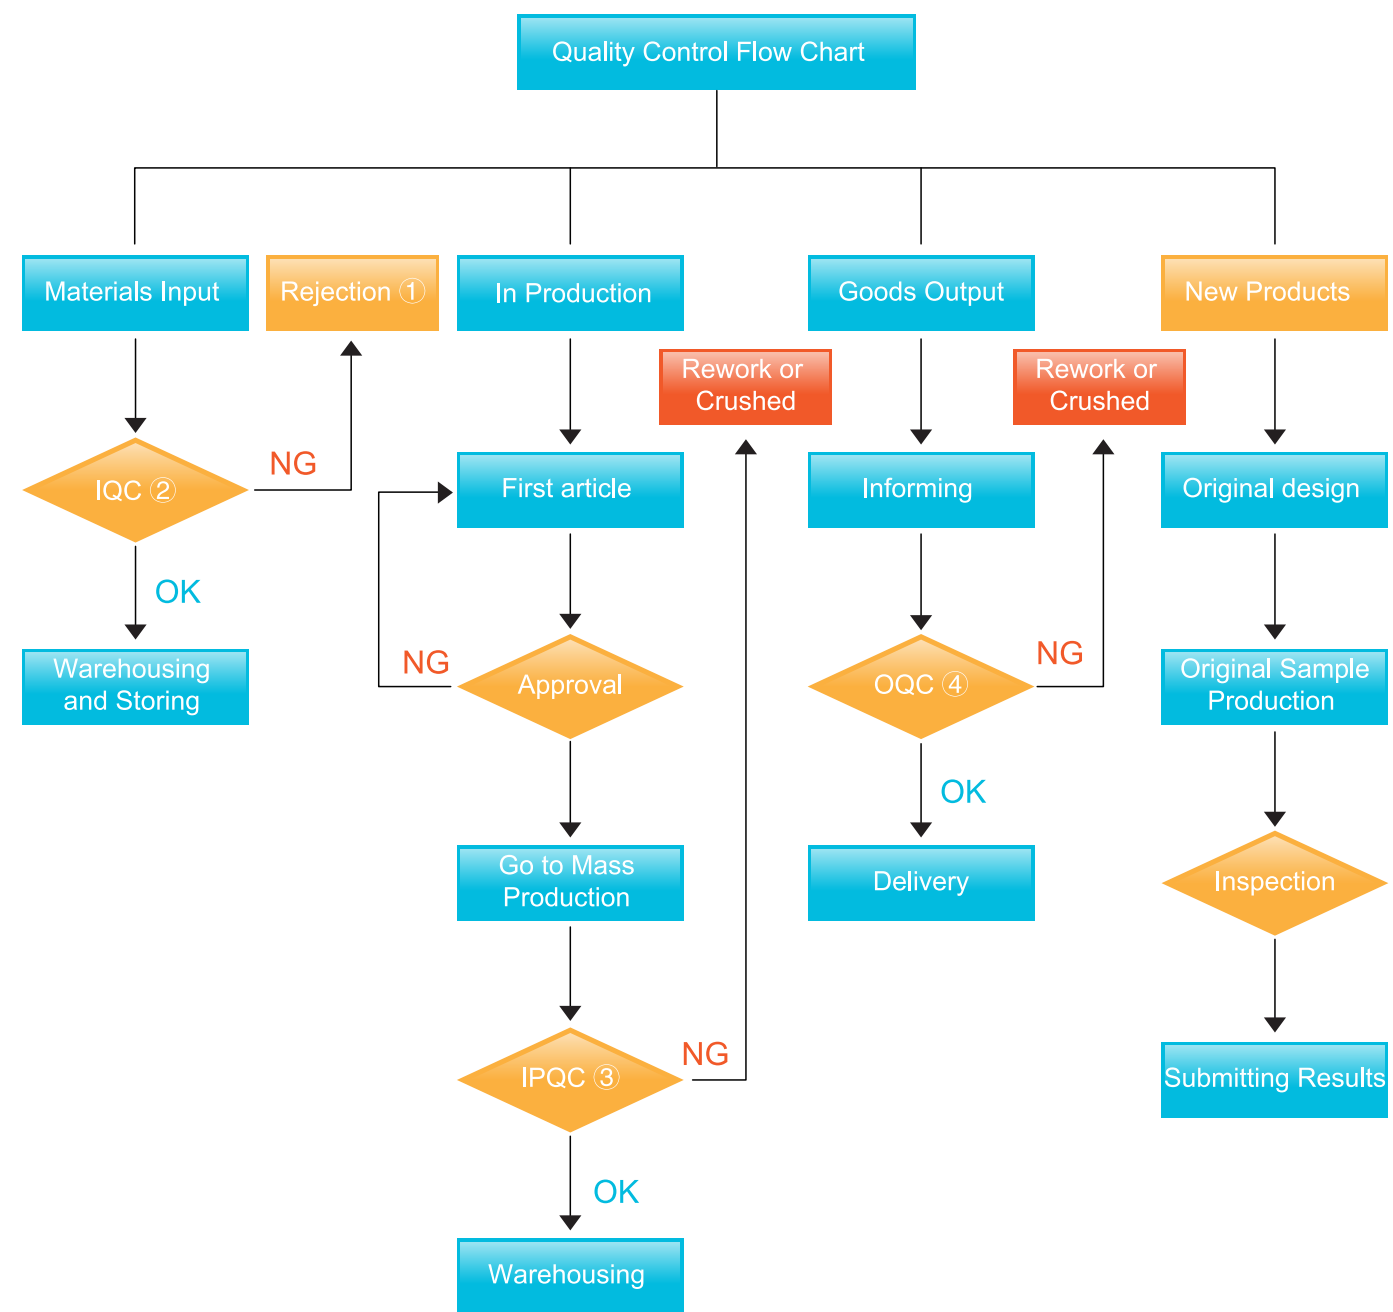 Quality Control Flow Chart
Materials Input
Rejection ①
In Production
Goods Output
New Products
Rework or
Crushed
Rework or
Crushed
IQC ②
NG
First article
Informing
Original design
OK
Warehousing
and Storing
NG
Approval
OQC ④
NG
Original Sample
Production
OK
Go to Mass
Production
Delivery
Inspection
IPQC ③
NG
Submitting Results
OK
Warehousing